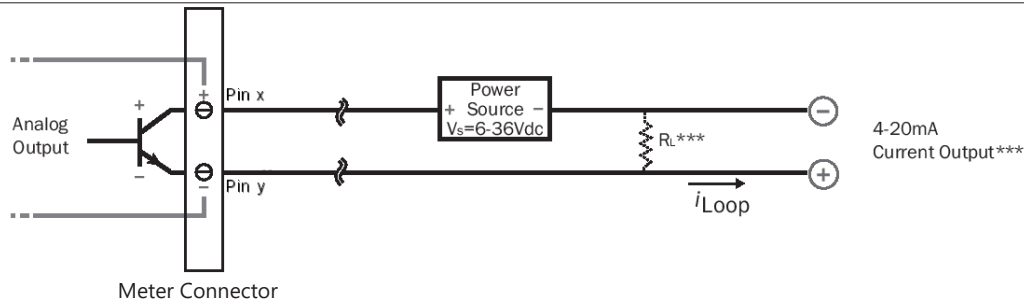 Analog
Output
+
−
+
−
Pin x
Pin y
Power
+ Source −
Vs=6-36Vdc
RL***
iLoop
−
+
4-20mA
Current Output***
Meter Connector